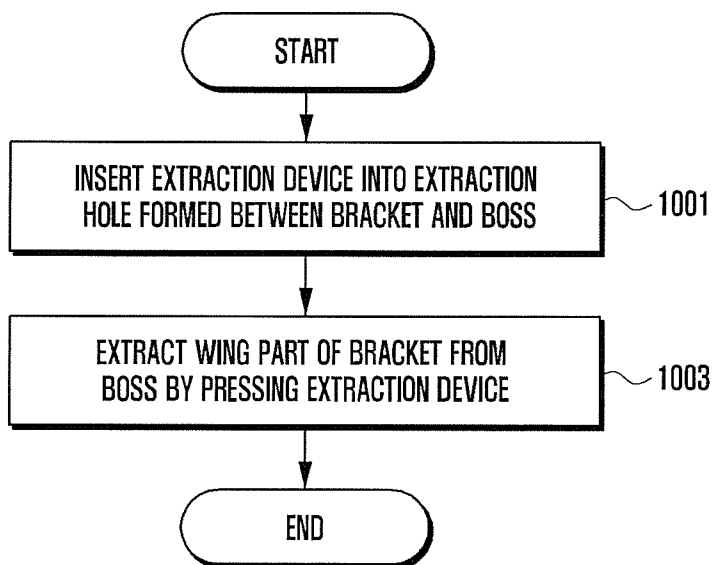 START
INSERT EXTRACTION DEVICE INTO EXTRACTION
HOLE FORMED BETWEEN BRACKET AND BOSS
1001
EXTRACT WING PART OF BRACKET FROM
BOSS BY PRESSING EXTRACTION DEVICE
1003
END